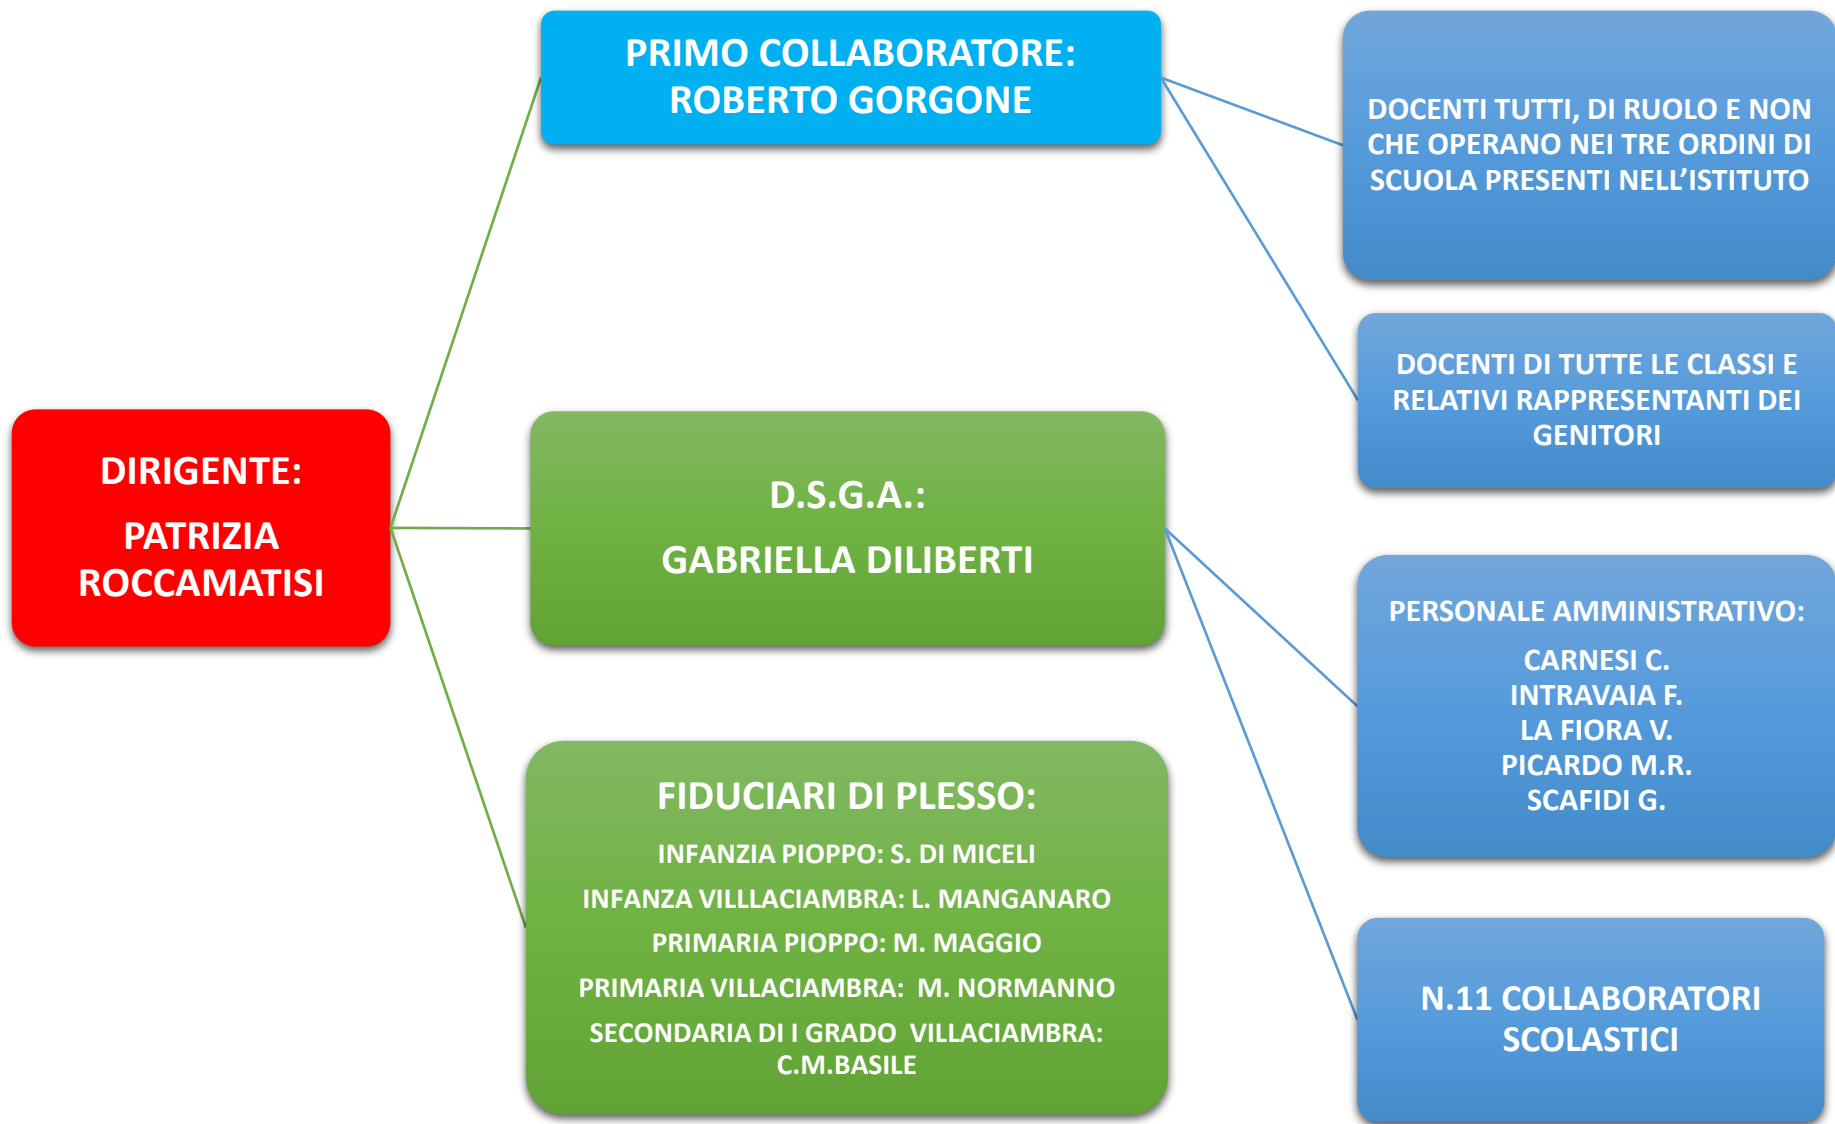 PRIMO COLLABORATORE:
ROBERTO GORGONE
DOCENTI TUTTI, DI RUOLO E NON
CHE OPERANO NEI TRE ORDINI DI
SCUOLA PRESENTI NELL'ISTITUTO
DOCENTI DI TUTTE LE CLASSI E
RELATIVI RAPPRESENTANTI DEI
GENITORI
DIRIGENTE:
PATRIZIA
ROCCAMATISI
D.S.G.A.:
GABRIELLA DILIBERTI
PERSONALE AMMINISTRATIVO:
CARNESI C.
INTRAVAIA F.
LA FIORA V.
PICARDO M.R.
SCAFIDI G.
FIDUCIARI DI PLESSO:
INFANZIA PIOPPO: S. DI MICELI
INFANZA VILLLACIAMBRA: L. MANGANARO
PRIMARIA PIOPPO: M. MAGGIO
PRIMARIA VILLACIAMBRA:  M. NORMANNO
SECONDARIA DI I GRADO  VILLACIAMBRA:
C.M.BASILE
N.11 COLLABORATORI
SCOLASTICI